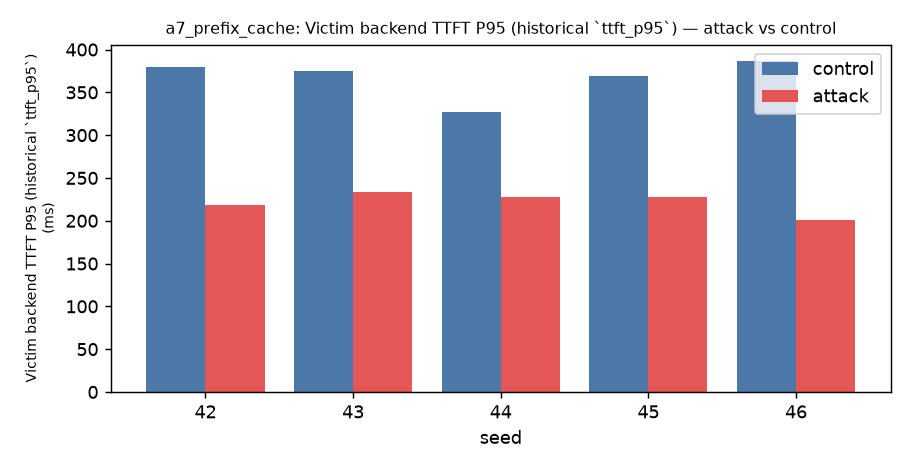 a7_prefix_cache: Victim backend TTFT P95 (historical `ttft_p95`) — attack vs control
Victim backend TTFT P95 (historical `ttft_p95`)
(ms)
400
350
300
250
200
150
100
50
0
control
attack
42 43 44 45 46
seed